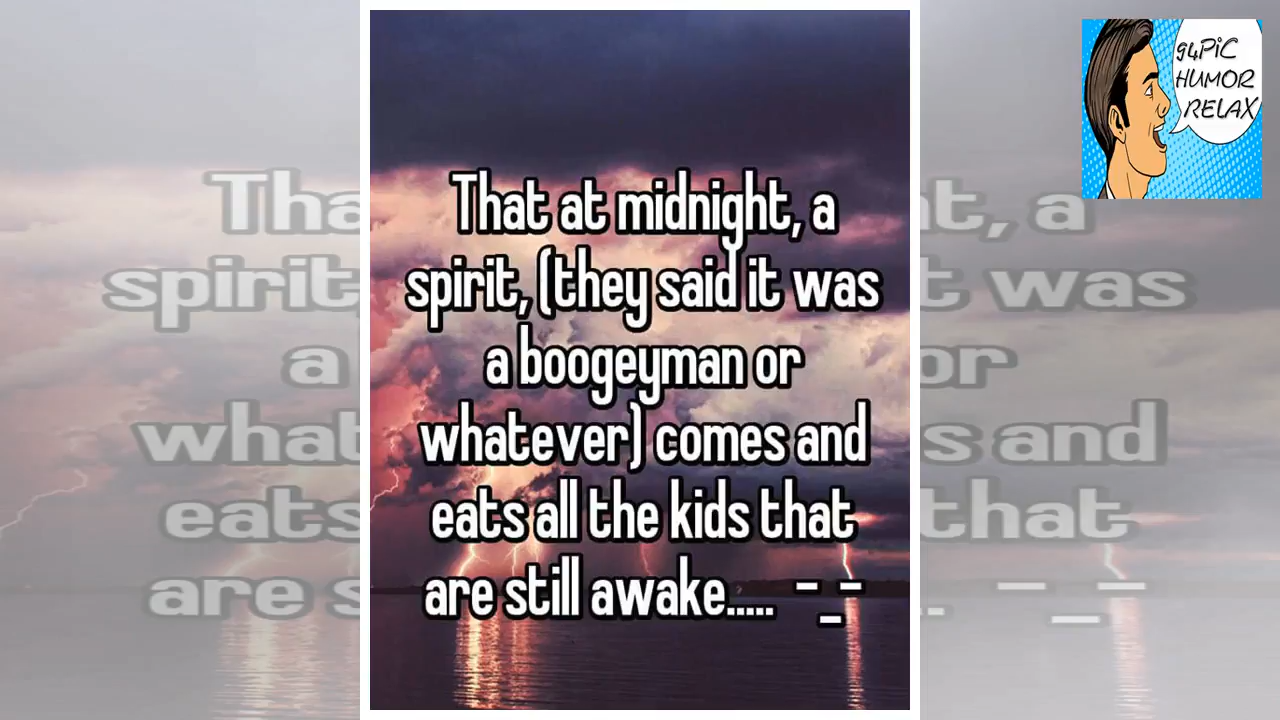 That at midnight, a
spirit, (they said it was
a boogeyman or
whatever) comes and
eats all the kids that
are still awake..... -_-
94PiC
HUMOR
RELAX